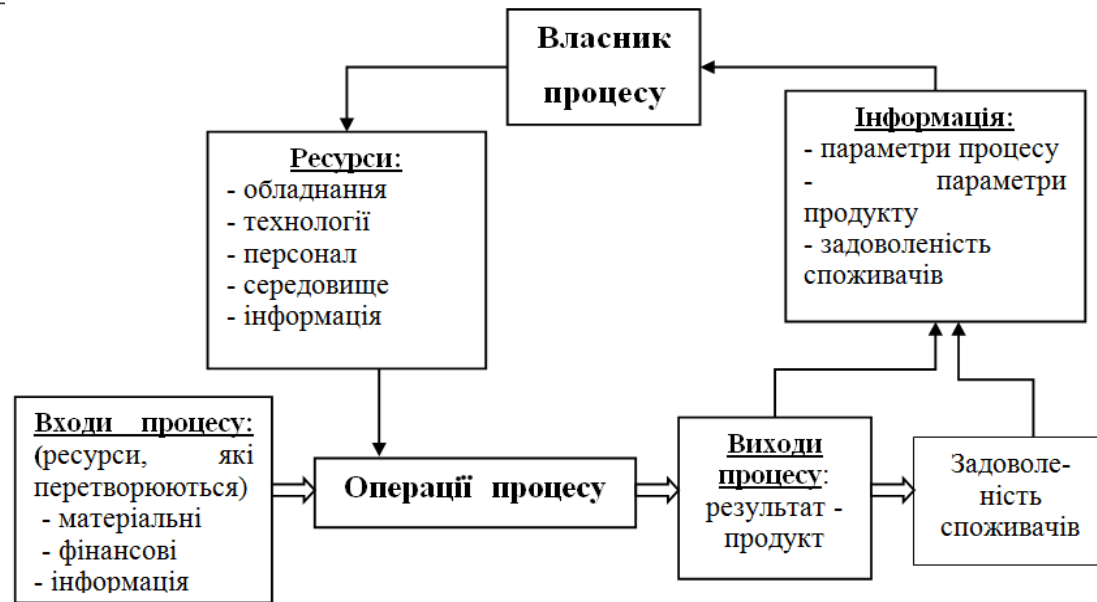 Власник
процесу
Ресурси:
- обладнання
- технології
- персонал
- середовище
- інформація
Інформація:
- параметри процесу
- параметри
продукту
- задоволеність
споживачів
Входи процесу:
(ресурси, які
перетворюються)
- матеріальні
- фінансові
- інформація
Операції процесу
Виходи
процесу:
результат -
продукт
Задоволе-
ність
споживачів